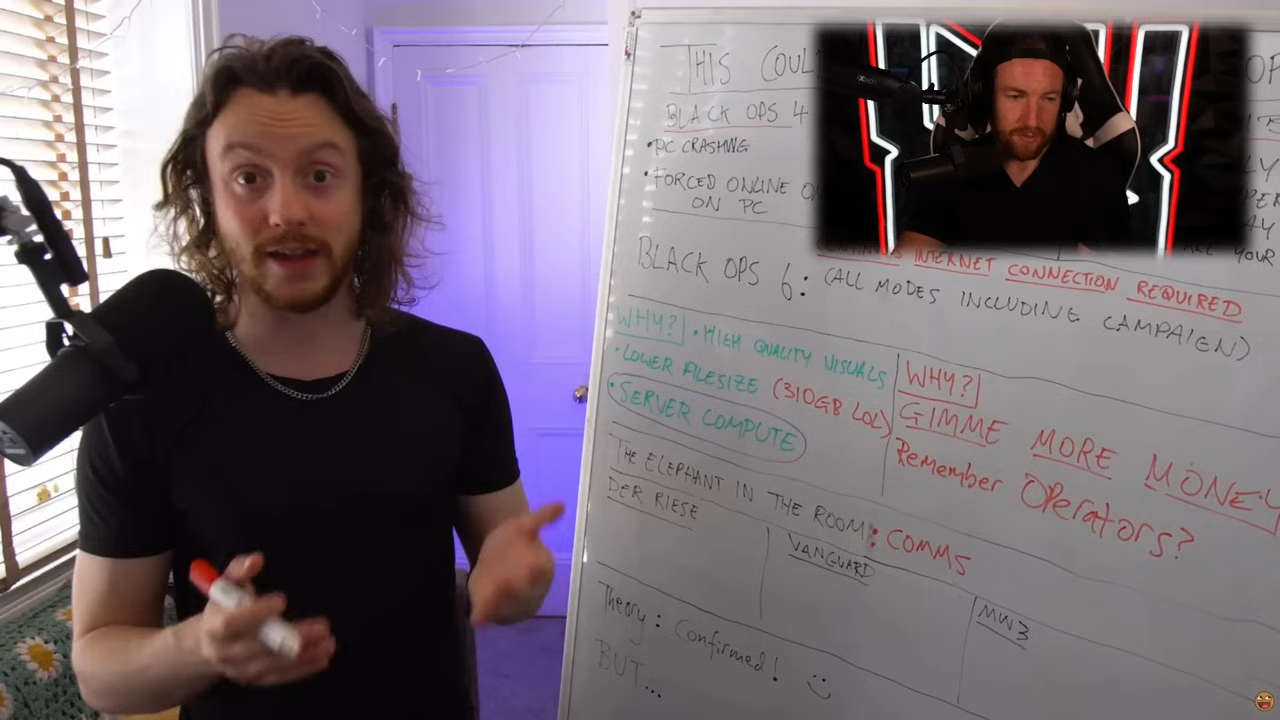 THIS COUL
BLACK OPS 4
• PC CRASHING
• FORCED ONLINE
ON PC
INTERNET CONNECTION REQUIRED
BLACK OPS 6: (ALL MODES INCLUDING CAMPAIGN)
WHY? • HIGH QUALITY VISUALS
• LOWER FILESIZE (310GB LOL)
• SERVER COMPUTE
WHY?
GIMME MORE MONEY
Remember Operators?
THE ELEPHANT IN THE ROOM: COMMS
DER RIESE
VANGUARD
MW3
Theory: Confirmed! :)
BUT...